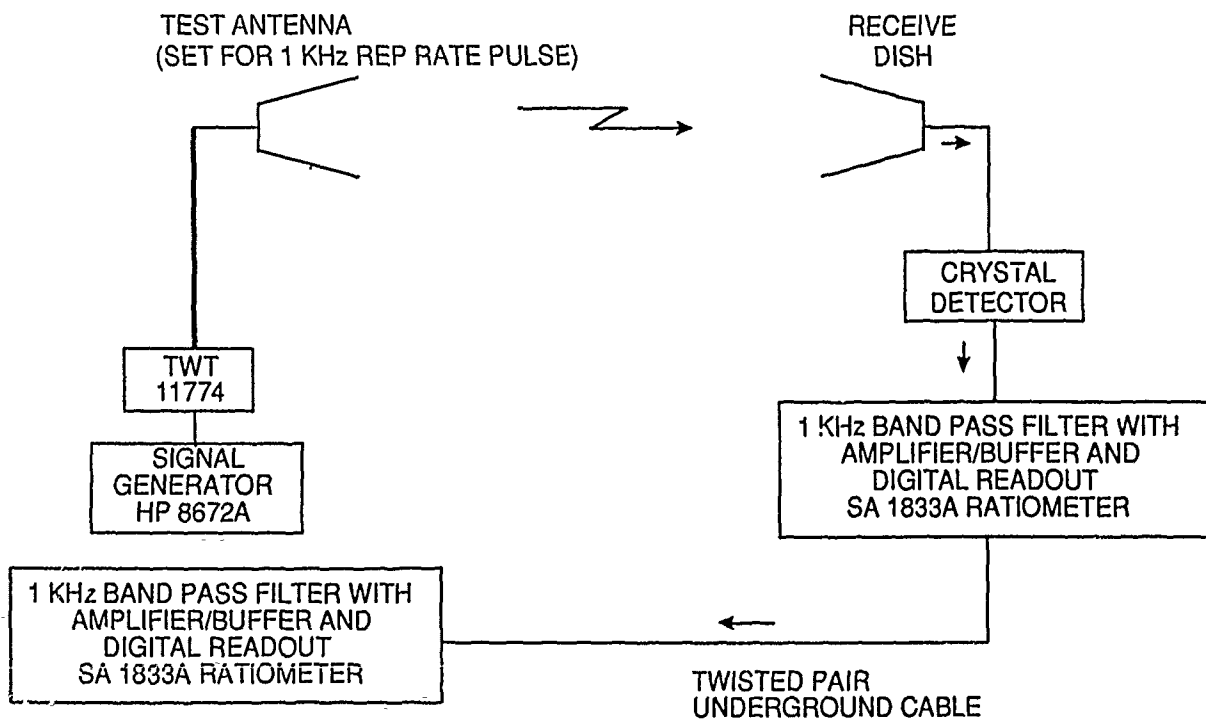 TEST ANTENNA
(SET FOR 1 KHz REP RATE PULSE)
RECEIVE
DISH
CRYSTAL
DETECTOR
TWT
11774
SIGNAL
GENERATOR
HP 8672A
1 KHz BAND PASS FILTER WITH
AMPLIFIER/BUFFER AND
DIGITAL READOUT
SA 1833A RATIOMETER
1 KHz BAND PASS FILTER WITH
AMPLIFIER/BUFFER AND
DIGITAL READOUT
SA 1833A RATIOMETER
TWISTED PAIR
UNDERGROUND CABLE